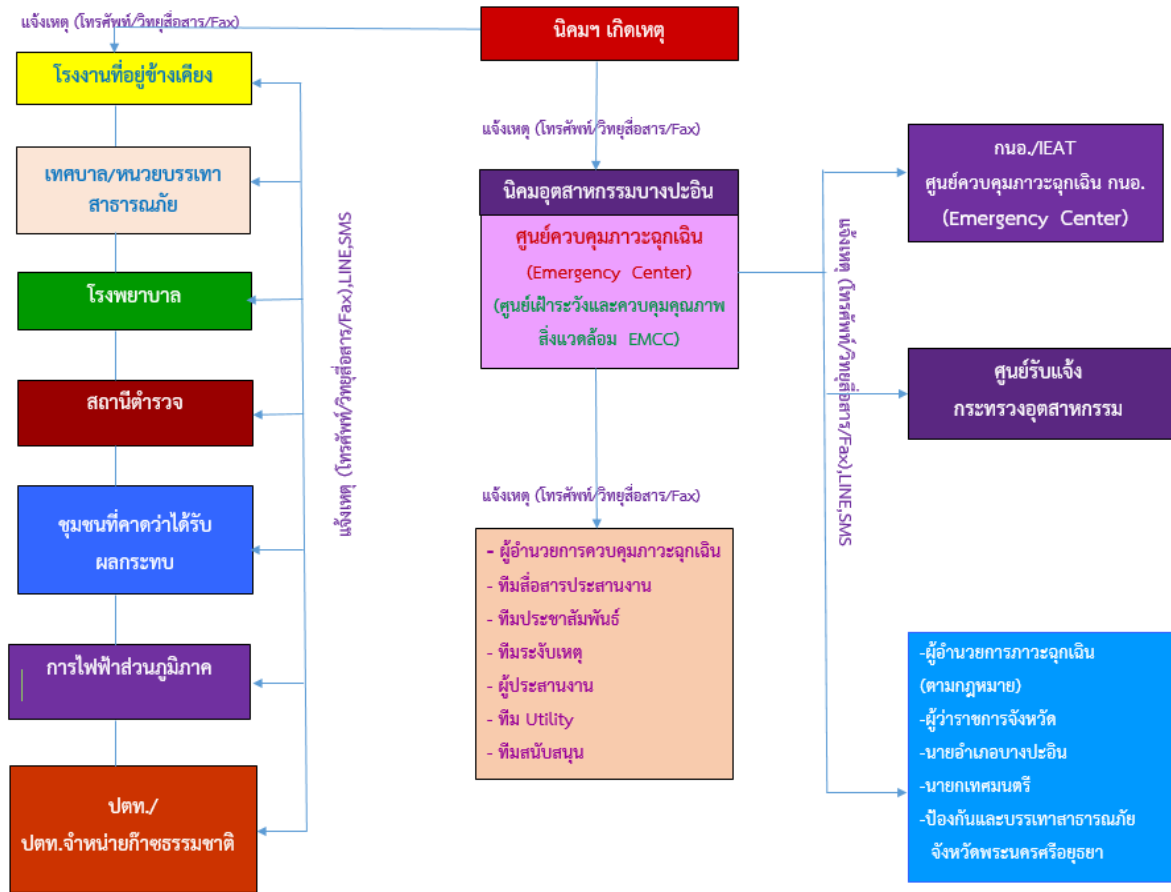 แจ้งเหตุ (โทรศัพท์/วิทยุสื่อสาร/Fax)
นิคมฯ เกิดเหตุ
โรงงานที่อยู่ข้างเคียง
เทศบาล/หนวยบรรเทา
สาธารณภัย
โรงพยาบาล
สถานีตำรวจ
ชุมชนที่คาดว่าได้รับ
ผลกระทบ
การไฟฟ้าส่วนภูมิภาค
ปตท./
ปตท.จำหน่ายก๊าซธรรมชาติ
แจ้งเหตุ (โทรศัพท์/วิทยุสื่อสาร/Fax),LINE,SMS
แจ้งเหตุ (โทรศัพท์/วิทยุสื่อสาร/Fax)
นิคมอุตสาหกรรมบางปะอิน
ศูนย์ควบคุมภาวะฉุกเฉิน
(Emergency Center)
(ศูนย์เฝ้าระวังและควบคุมคุณภาพ
สิ่งแวดล้อม EMCC)
แจ้งเหตุ (โทรศัพท์/วิทยุสื่อสาร/Fax)
- ผู้อำนวยการควบคุมภาวะฉุกเฉิน
- ทีมสื่อสารประสานงาน
- ทีมประชาสัมพันธ์
- ทีมระงับเหตุ
- ผู้ประสานงาน
- ทีม Utility
- ทีมสนับสนุน
แจ้งเหตุ (โทรศัพท์/วิทยุสื่อสาร/Fax),LINE,SMS
กนอ./IEAT
ศูนย์ควบคุมภาวะฉุกเฉิน กนอ.
(Emergency Center)
ศูนย์รับแจ้ง
กระทรวงอุตสาหกรรม
-ผู้อำนวยการภาวะฉุกเฉิน
(ตามกฎหมาย)
-ผู้ว่าราชการจังหวัด
-นายอำเภอบางปะอิน
-นายกเทศมนตรี
-ป้องกันและบรรเทาสาธารณภัย
จังหวัดพระนครศรีอยุธยา